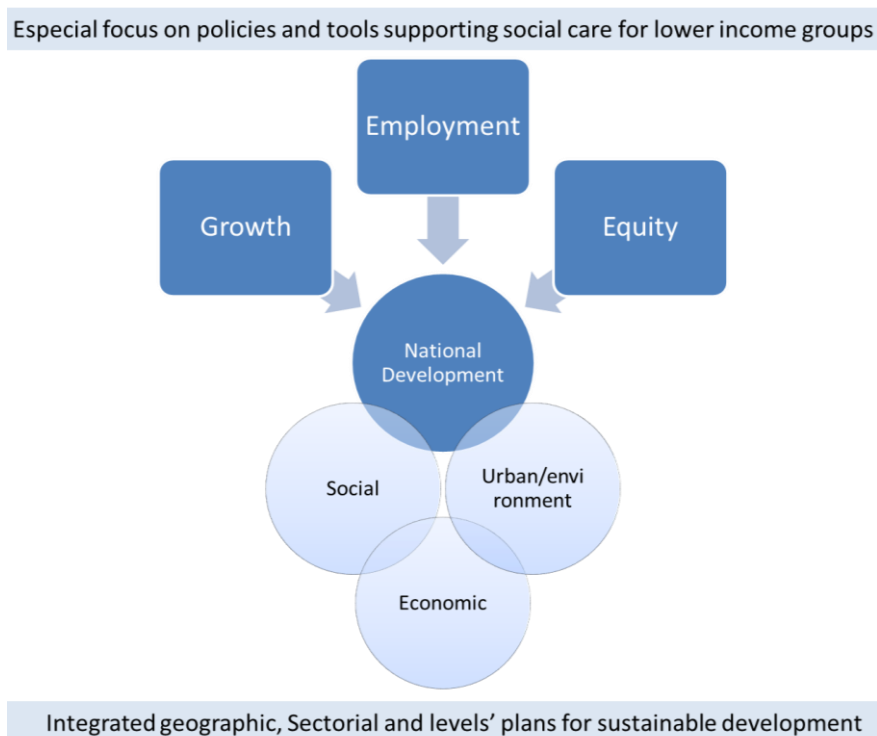 Especial focus on policies and tools supporting social care for lower income groups
Employment
Growth
Equity
National
Development
Social
Urban/envi
ronment
Economic
Integrated geographic, Sectorial and levels’ plans for sustainable development